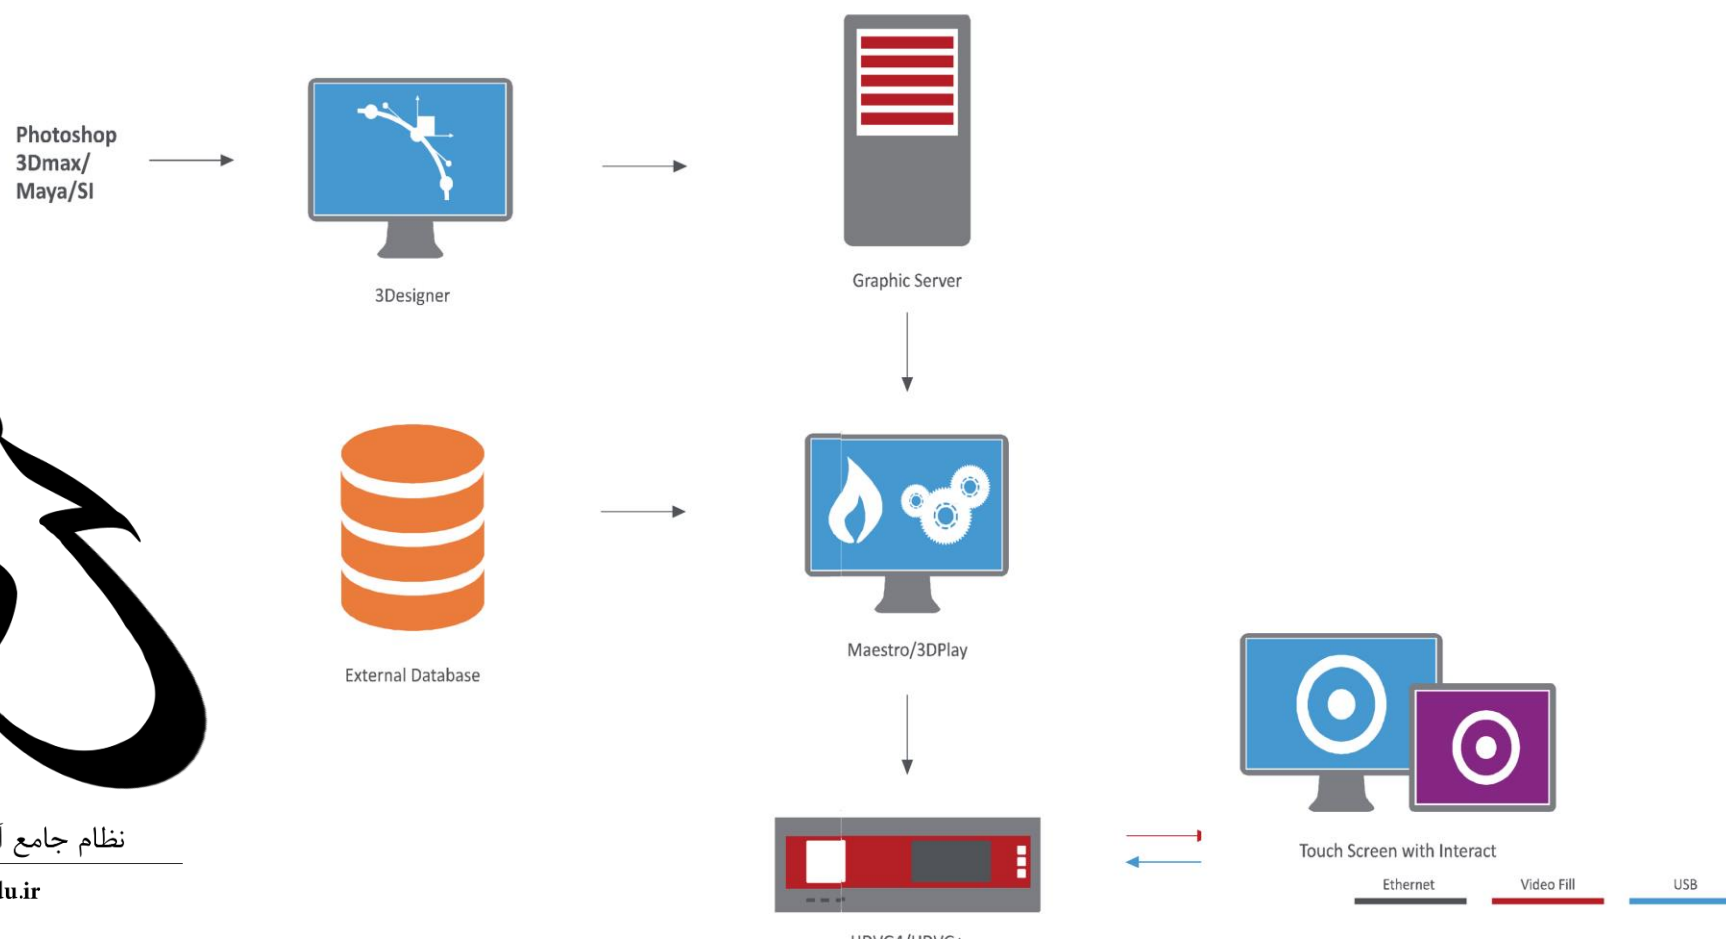 Photoshop
3Dmax/
Maya/SI
3Designer
Graphic Server
External Database
Maestro/3DPlay
Touch Screen with Interact
Ethernet
Video Fill
USB
نظام جامع
du.ir